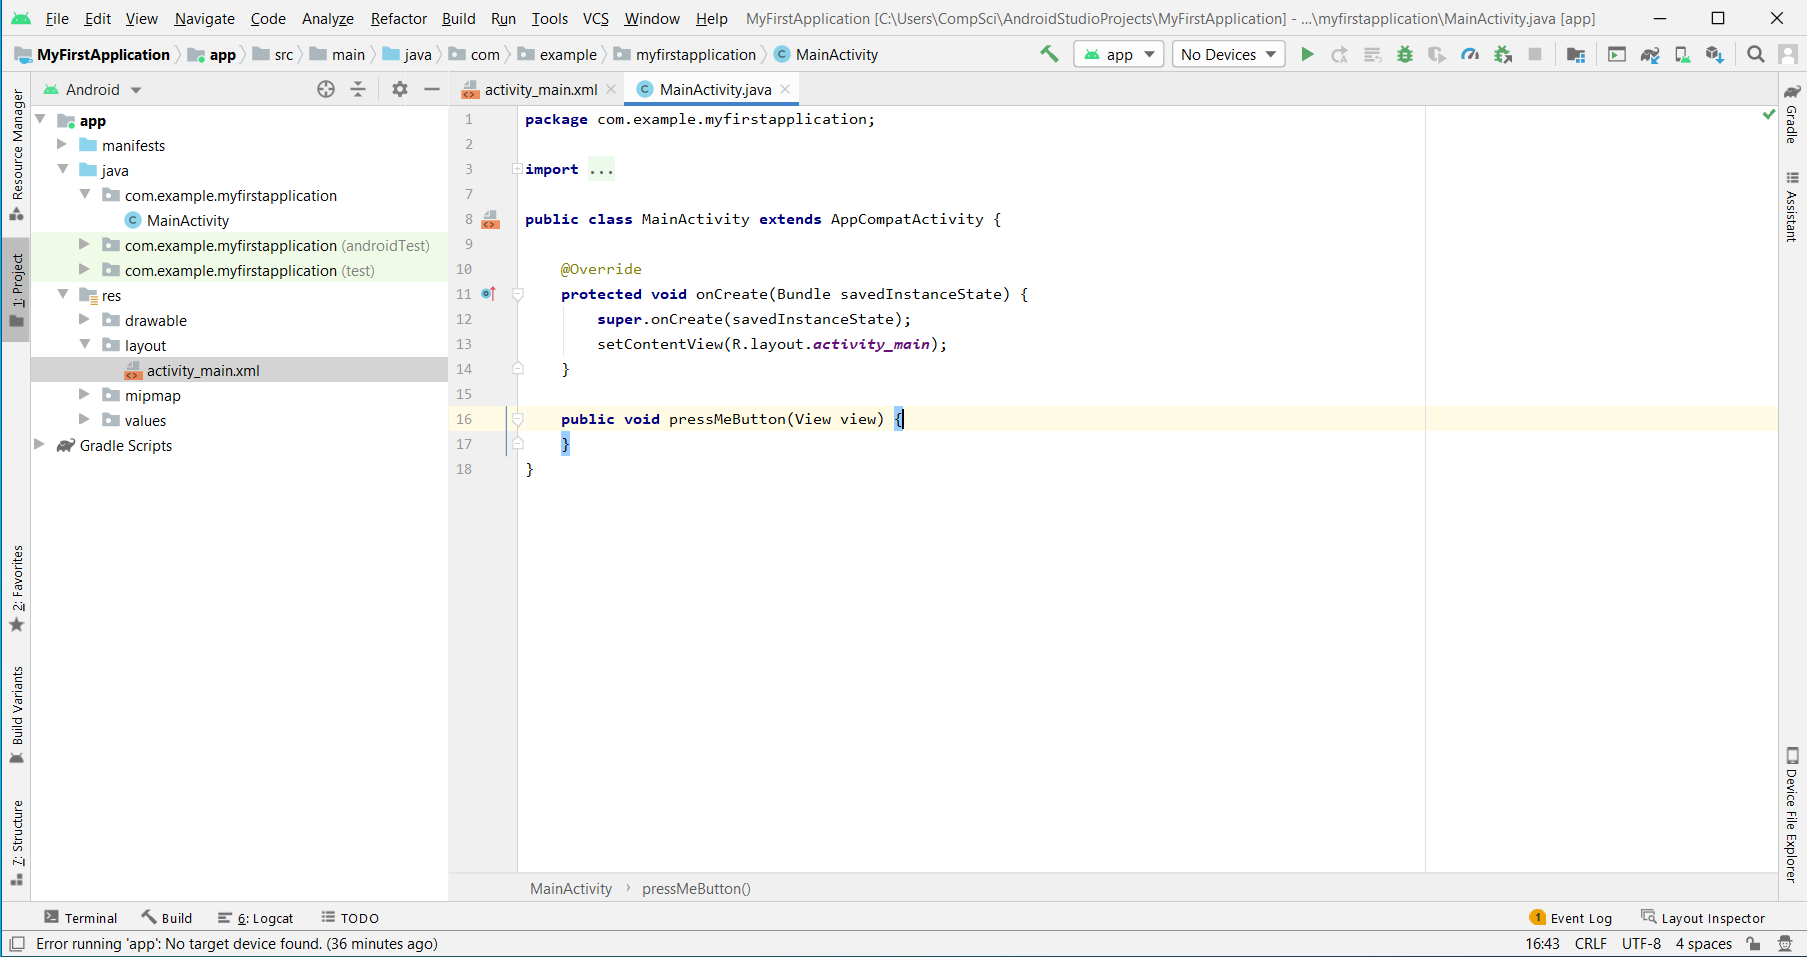 File Edit View Navigate Code Analyze Refactor Build Run Tools VCS Window Help MyFirstApplication [C:\Users\CompSci\AndroidStudioProjects\MyFirstApplication] - ...\myfirstapplication\MainActivity.java [app]
MyFirstApplication app src main java com example myfirstapplication MainActivity app No Devices
Android
activity_main.xml MainActivity.java
Resource Manager
1: Project
2: Favorites
Build Variants
7: Structure
app
manifests
java
com.example.myfirstapplication
MainActivity
com.example.myfirstapplication (androidTest)
com.example.myfirstapplication (test)
res
drawable
layout
activity_main.xml
mipmap
values
Gradle Scripts
1 package com.example.myfirstapplication;
2
3 import ...
7
8 public class MainActivity extends AppCompatActivity {
9
10 @Override
11 protected void onCreate(Bundle savedInstanceState) {
12 super.onCreate(savedInstanceState);
13 setContentView(R.layout.activity_main);
14 }
15
16 public void pressMeButton(View view) {
17 }
18 }
Gradle
Assistant
Device File Explorer
MainActivity › pressMeButton()
Terminal Build 6: Logcat TODO 1 Event Log Layout Inspector
Error running 'app': No target device found. (36 minutes ago) 16:43 CRLF UTF-8 4 spaces